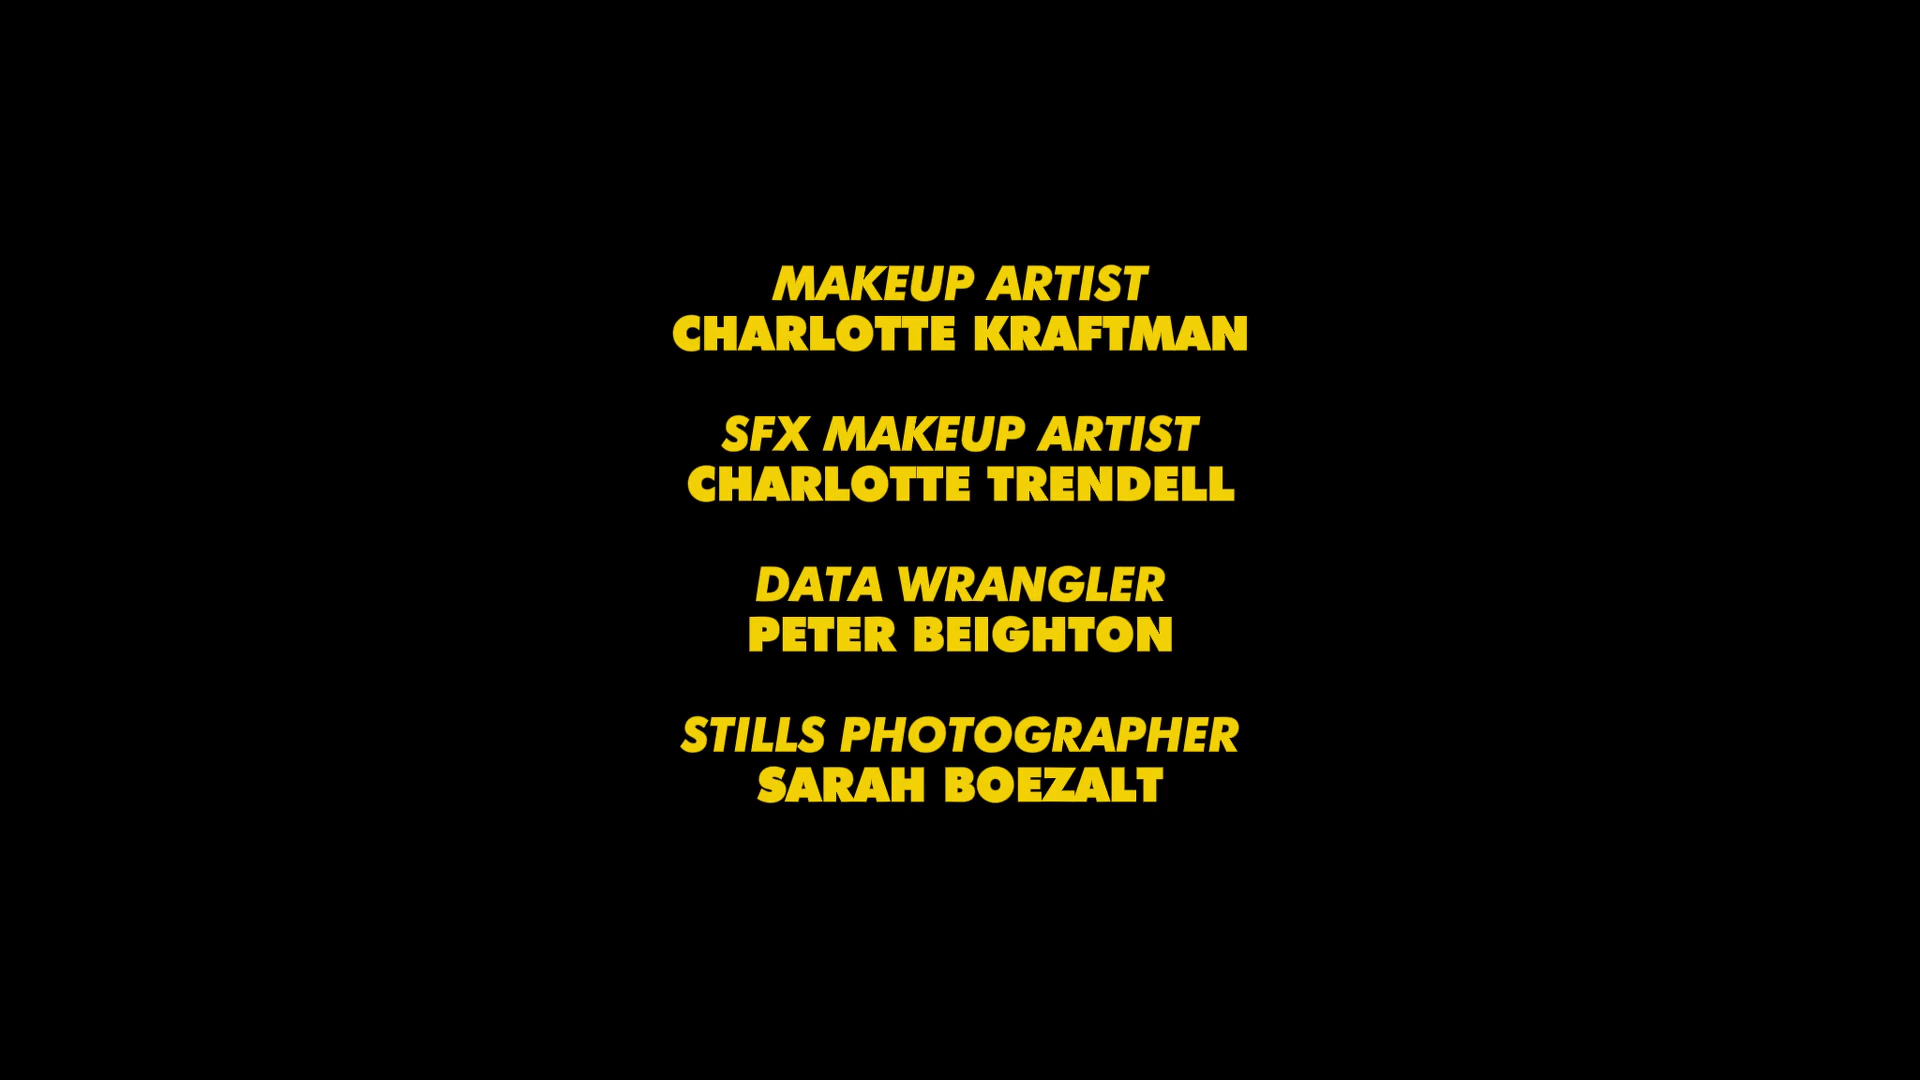 MAKEUP ARTIST
CHARLOTTE KRAFTMAN
SFX MAKEUP ARTIST
CHARLOTTE TRENDELL
DATA WRANGLER
PETER BEIGHTON
STILLS PHOTOGRAPHER
SARAH BOEZALT